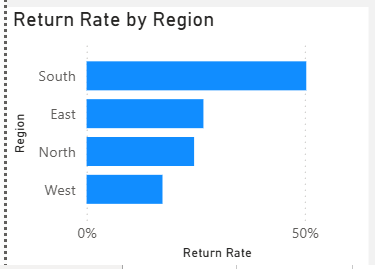 Return Rate by Region
Region
South
East
North
West
0% 50%
Return Rate